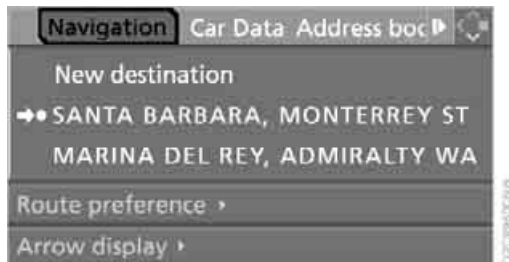 Navigation Car Data Address boc
New destination
SANTA BARBARA, MONTERREY ST
MARINA DEL REY, ADMIRALTY WA
Route preference
Arrow display